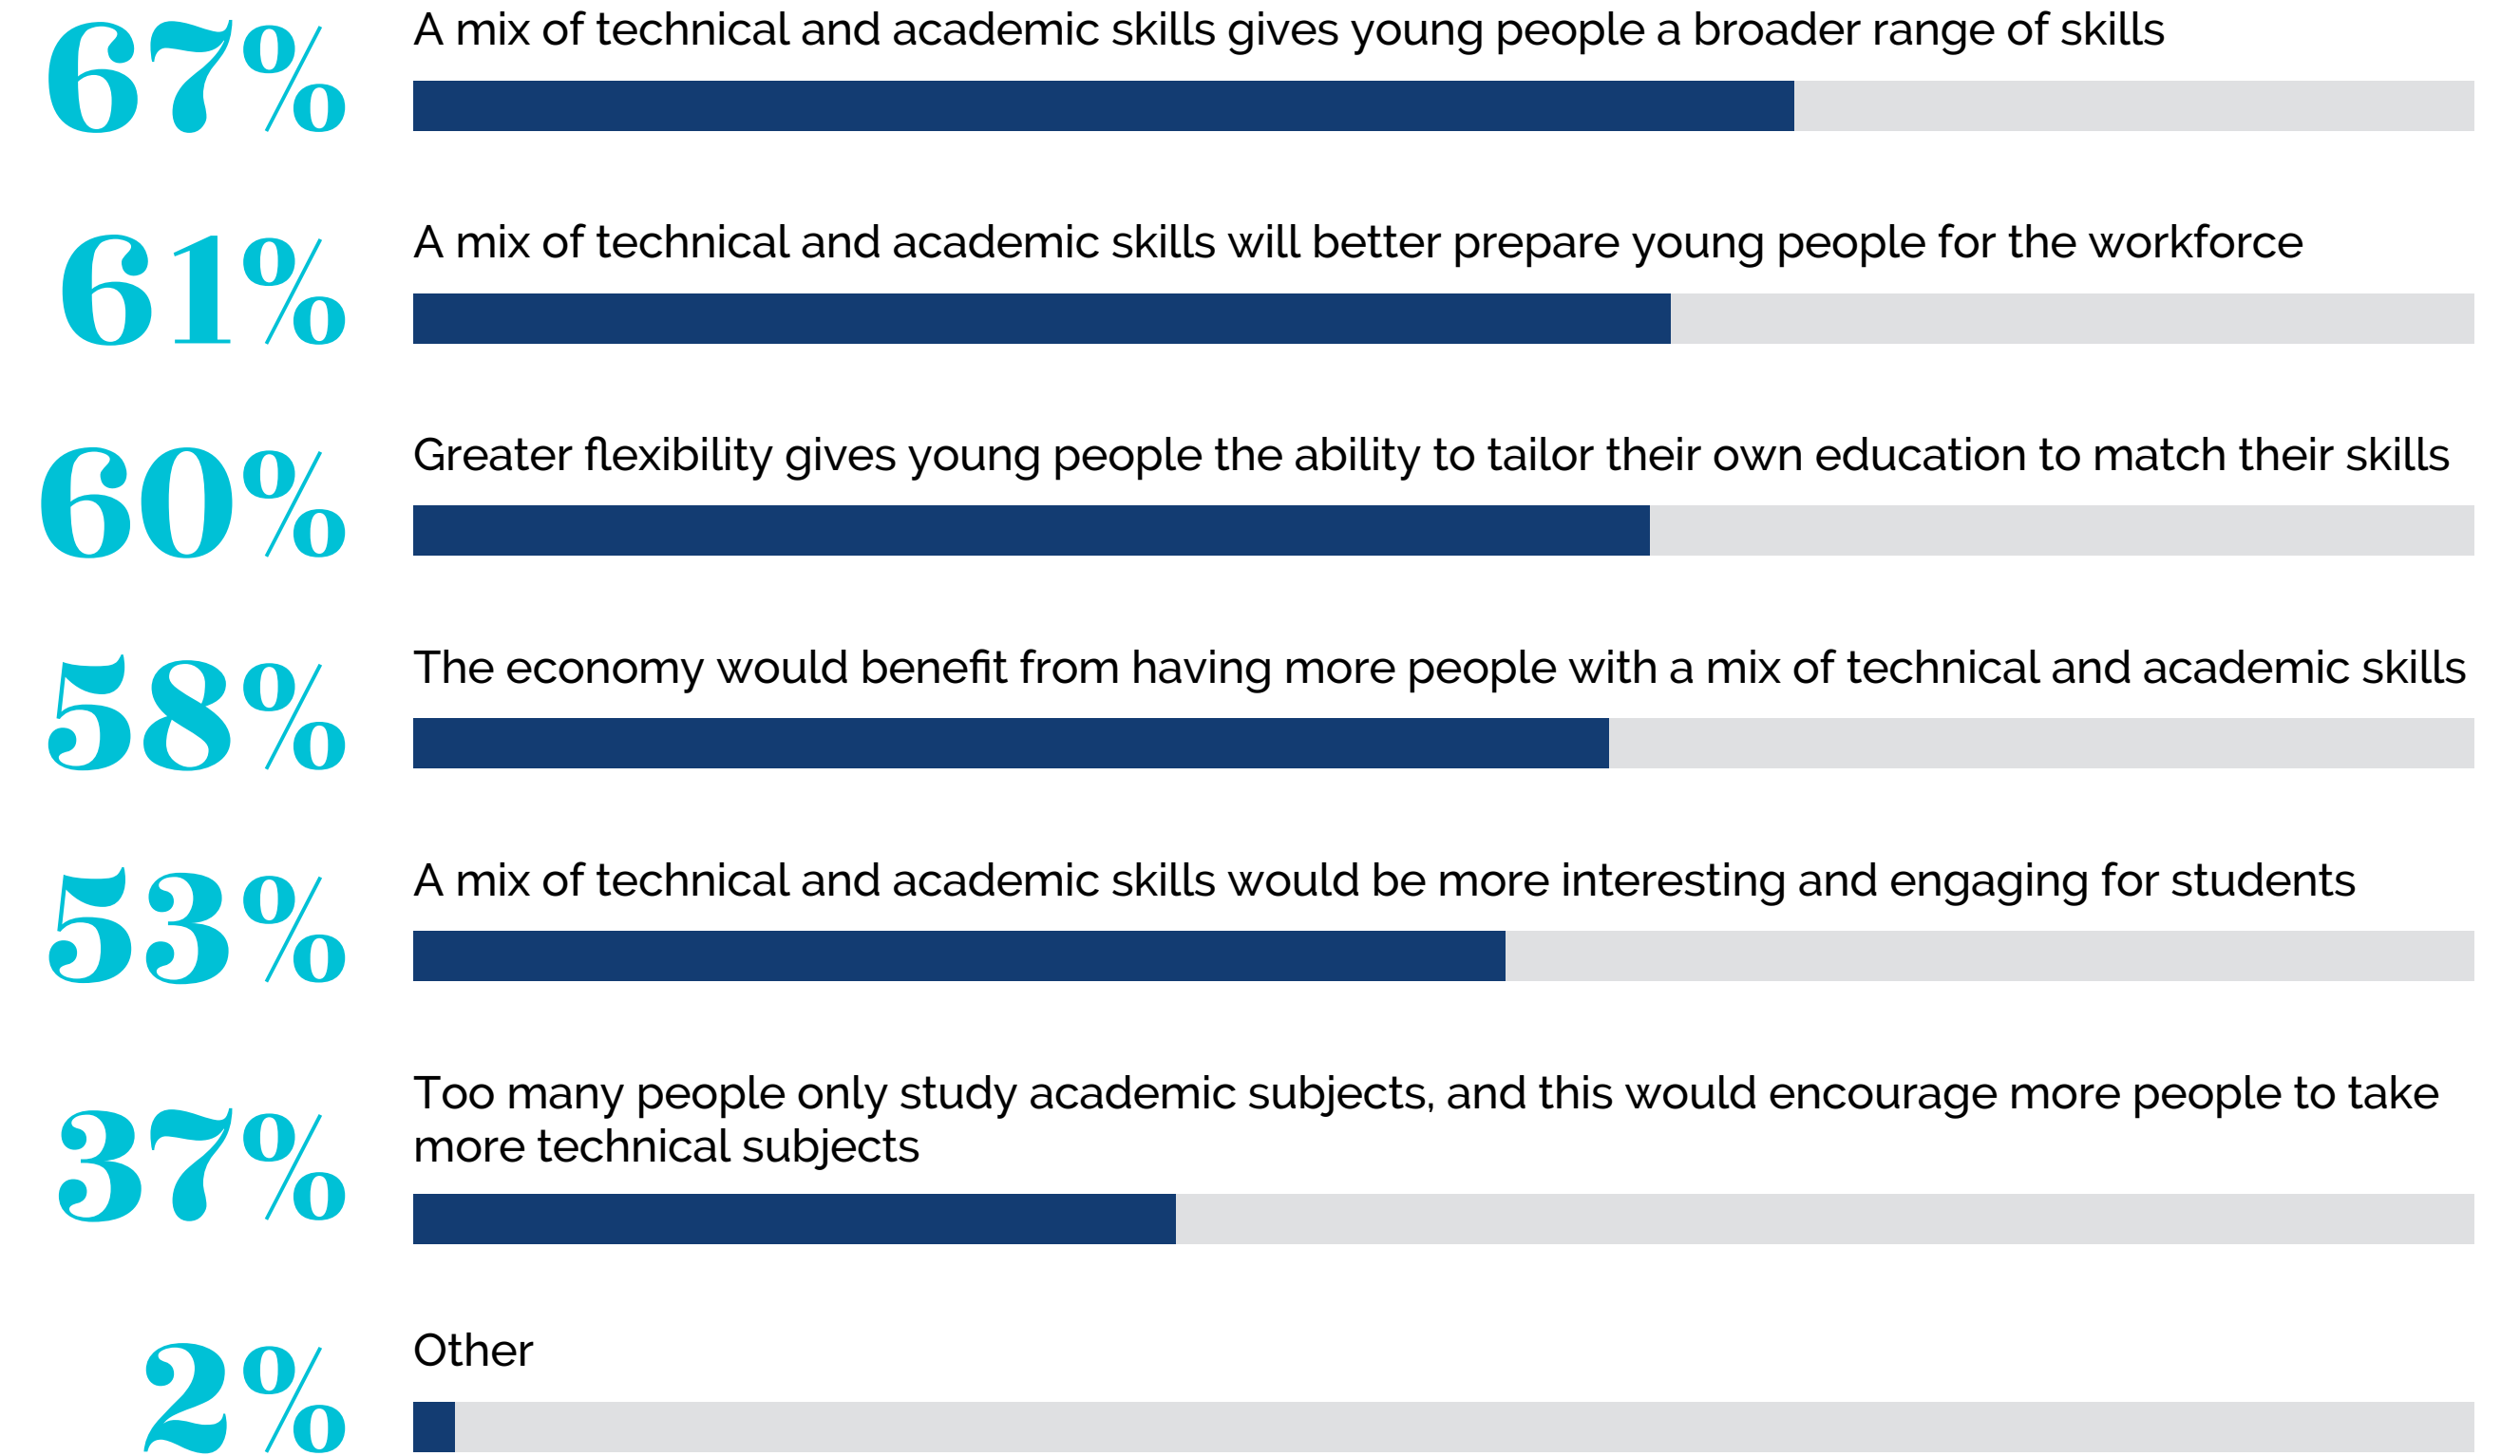 67%
A mix of technical and academic skills gives young people a broader range of skills
61%
A mix of technical and academic skills will better prepare young people for the workforce
60%
Greater flexibility gives young people the ability to tailor their own education to match their skills
58%
The economy would benefit from having more people with a mix of technical and academic skills
53%
A mix of technical and academic skills would be more interesting and engaging for students
37%
Too many people only study academic subjects, and this would encourage more people to take
more technical subjects
2%
Other